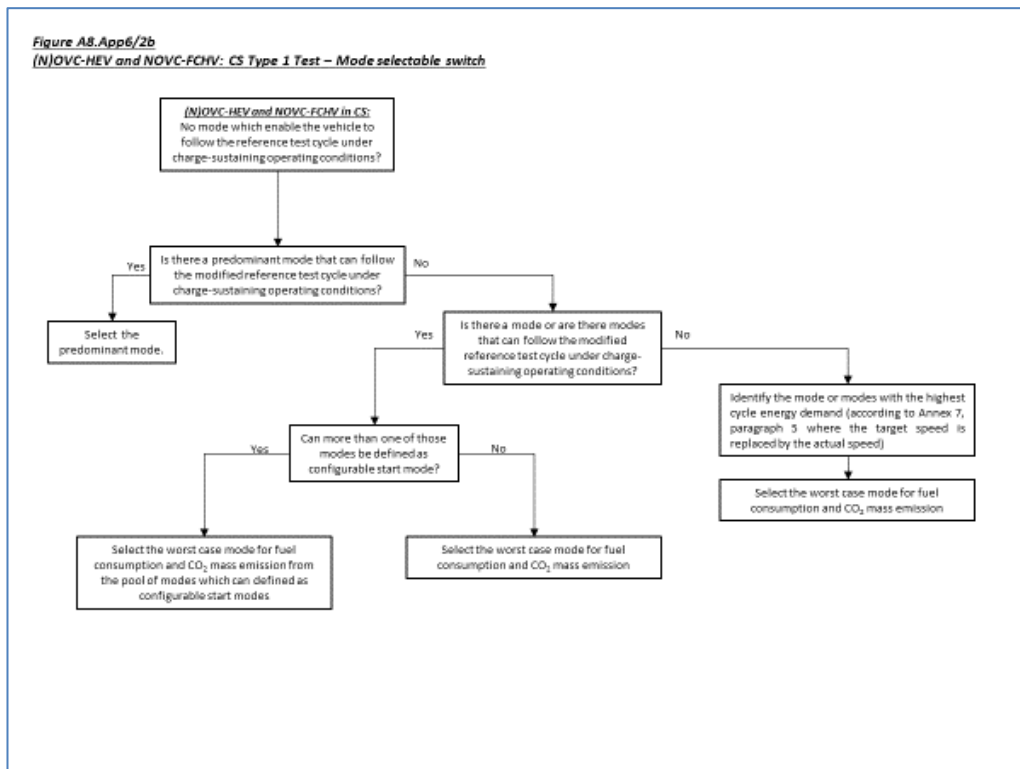 Figure A8.App6/2b
(N)OVC-HEV and NOVC-FCHV: CS Type 1 Test – Mode selectable switch
(N)OVC-HEV and NOVC-FCHV in CS:
No mode which enable the vehicle to
follow the reference test cycle under
charge-sustaining operating conditions?
Is there a predominant mode that can follow
the modified reference test cycle under
charge-sustaining operating conditions?
Yes
No
Select the
predominant mode.
Is there a mode or are there modes
that can follow the modified
reference test cycle under charge-
sustaining operating conditions?
Yes
No
Identify the mode or modes with the highest
cycle energy demand (according to Annex 7,
paragraph 5 where the target speed is
replaced by the actual speed)
Can more than one of those
modes be defined as
configurable start mode?
Yes
No
Select the worst case mode for fuel
consumption and CO₂ mass emission
Select the worst case mode for fuel
consumption and CO₂ mass emission from
the pool of modes which can defined as
configurable start modes
Select the worst case mode for fuel
consumption and CO₂ mass emission